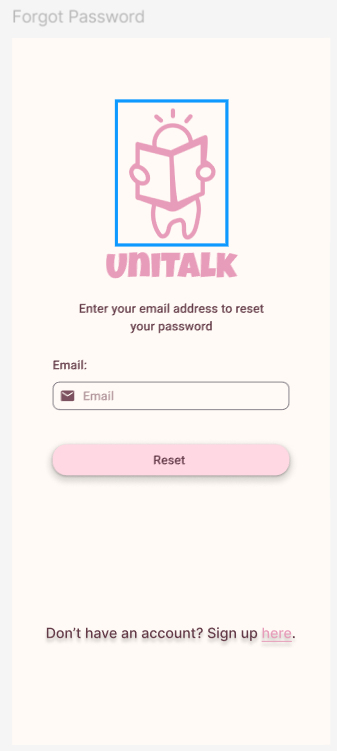 Forgot Password
UNITALK
Enter your email address to reset
your password
Email:
Email
Reset
Don't have an account? Sign up here.